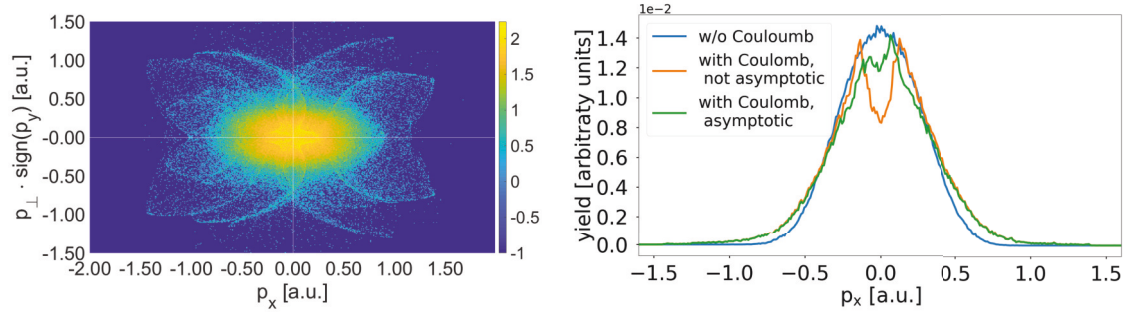 1.50
1.00
0.50
-0.00
-0.50
-1.00
1.50
p⊥ · sign(py) [a.u.]
-2.00 -1.00 -0.50 0.00 0.50 1.00 1.50
px [a.u.]
2
1.5
1
0.5
0
-0.5
-1
1e−2
1.4
1.2
1.0
0.8
0.6
0.4
0.2
0.0
yield [arbitraty units]
w/o Couloumb
with Coulomb,
not asymptotic
with Coulomb,
asymptotic
−1.5 −1.0 −0.5 0.0 0.5 1.0 1.5
px [a.u.]